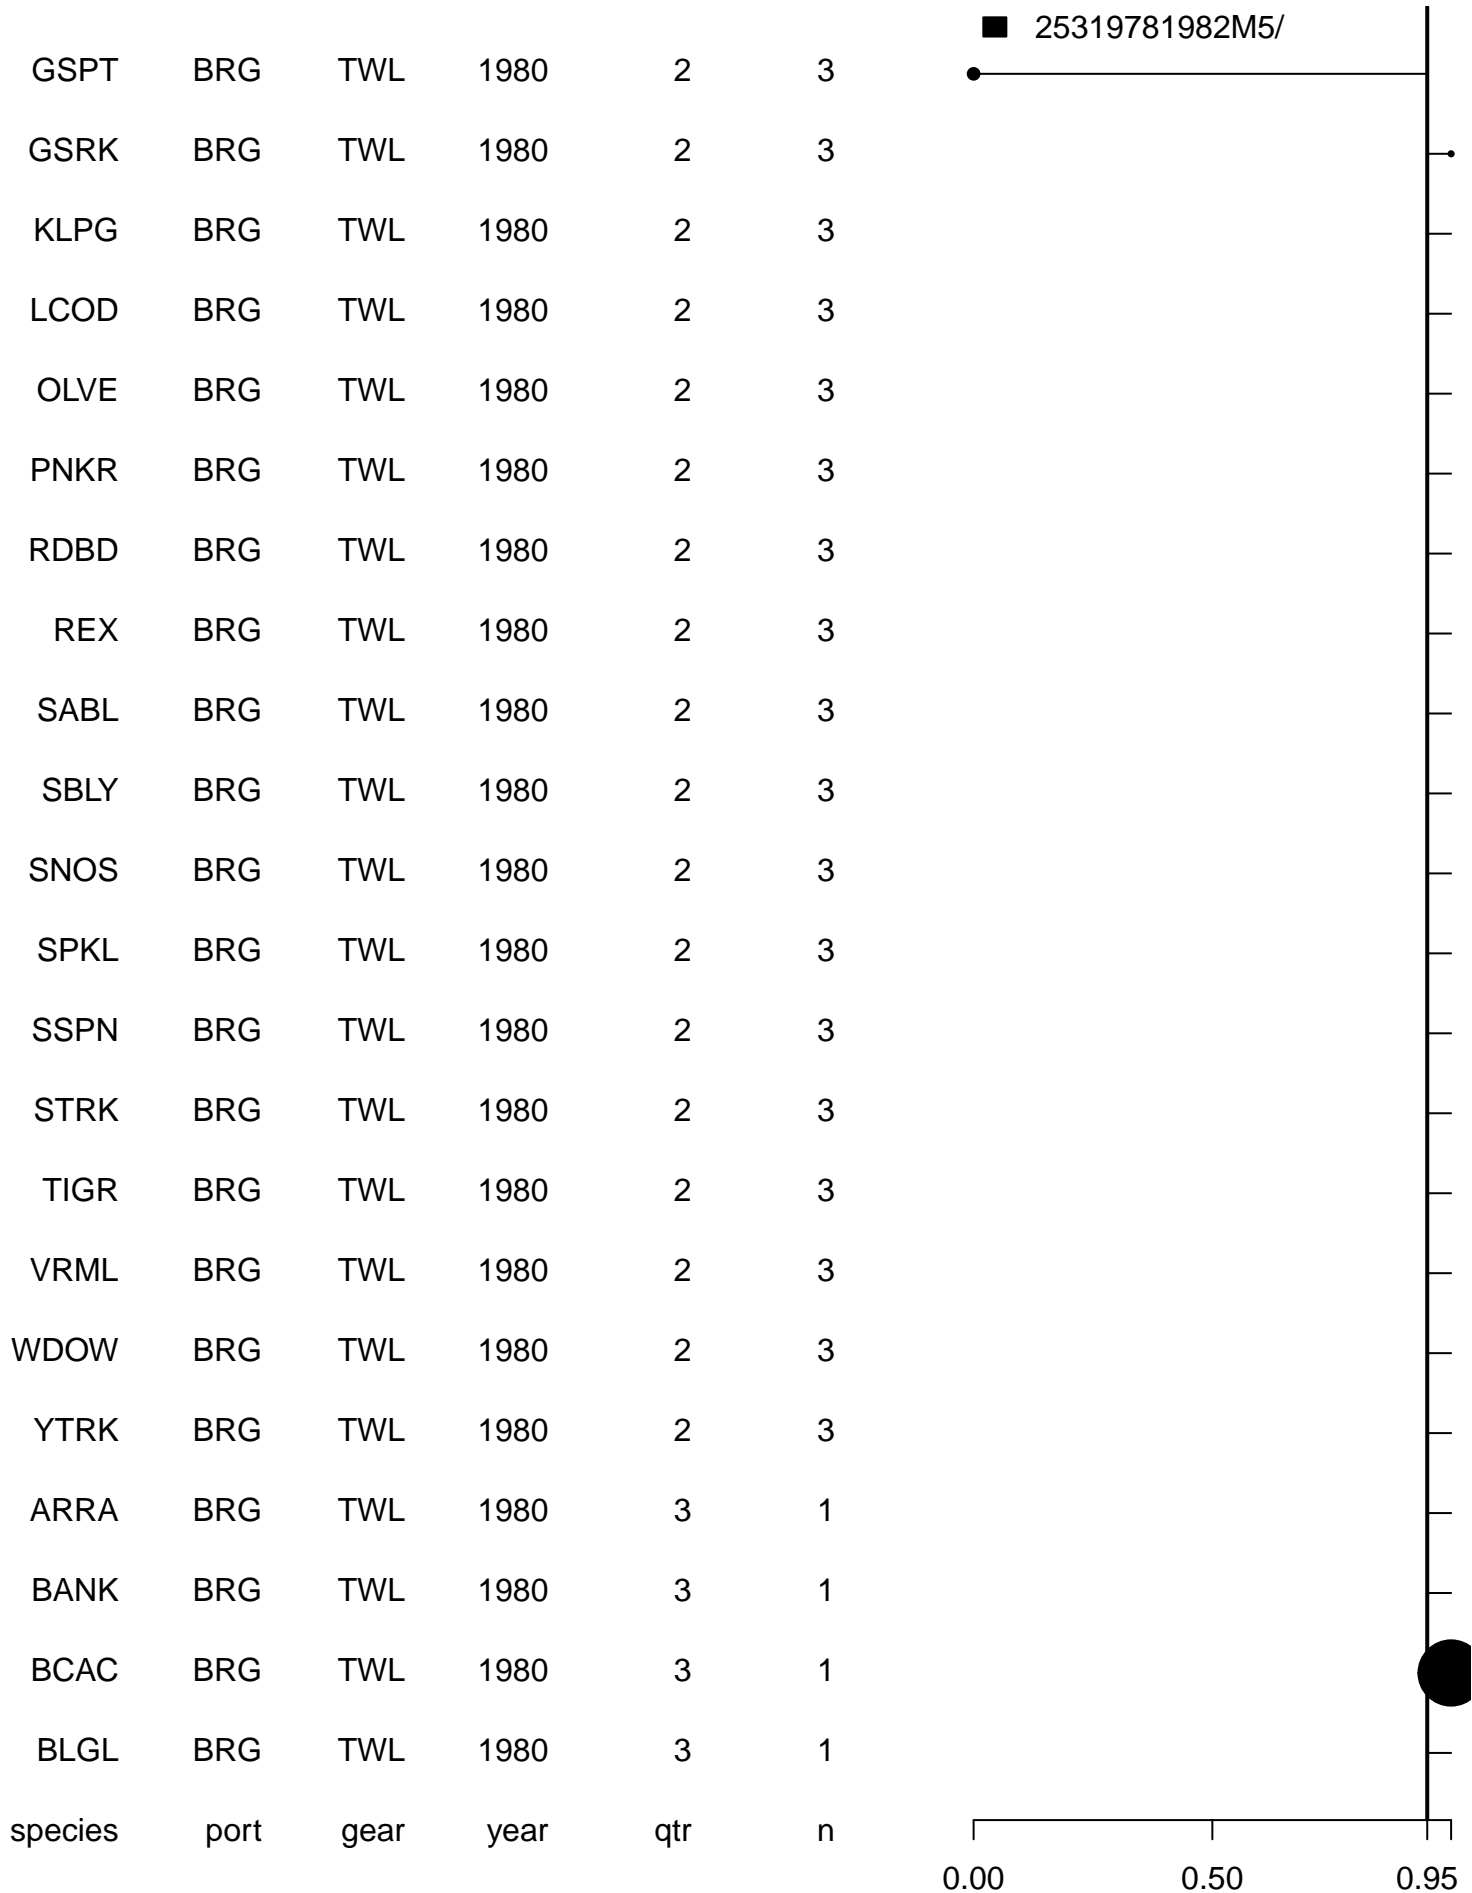 25319781982M5/
GSPT BRG TWL 1980 2 3
GSRK BRG TWL 1980 2 3
KLPG BRG TWL 1980 2 3
LCOD BRG TWL 1980 2 3
OLVE BRG TWL 1980 2 3
PNKR BRG TWL 1980 2 3
RDBD BRG TWL 1980 2 3
REX BRG TWL 1980 2 3
SABL BRG TWL 1980 2 3
SBLY BRG TWL 1980 2 3
SNOS BRG TWL 1980 2 3
SPKL BRG TWL 1980 2 3
SSPN BRG TWL 1980 2 3
STRK BRG TWL 1980 2 3
TIGR BRG TWL 1980 2 3
VRML BRG TWL 1980 2 3
WDOW BRG TWL 1980 2 3
YTRK BRG TWL 1980 2 3
ARRA BRG TWL 1980 3 1
BANK BRG TWL 1980 3 1
BCAC BRG TWL 1980 3 1
BLGL BRG TWL 1980 3 1
species port gear year qtr n
0.00 0.50 0.95